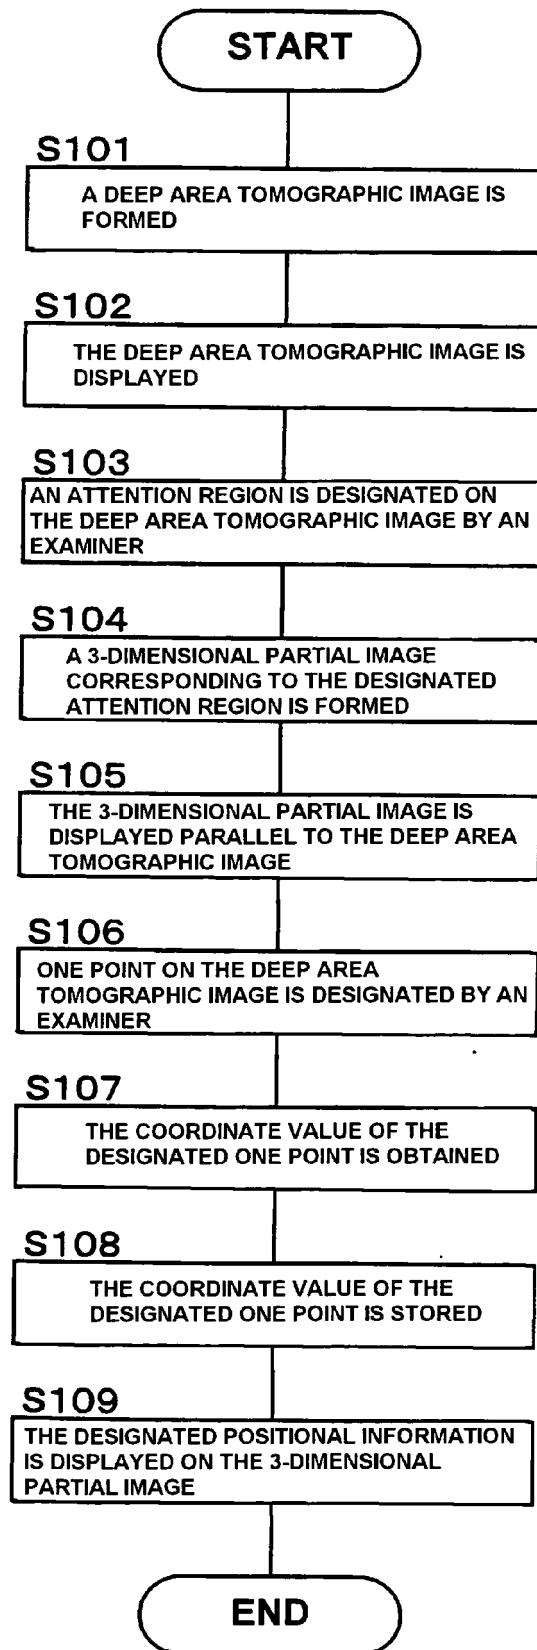 START
S101
A DEEP AREA TOMOGRAPHIC IMAGE IS
FORMED
S102
THE DEEP AREA TOMOGRAPHIC IMAGE IS
DISPLAYED
S103
AN ATTENTION REGION IS DESIGNATED ON
THE DEEP AREA TOMOGRAPHIC IMAGE BY AN
EXAMINER
S104
A 3-DIMENSIONAL PARTIAL IMAGE
CORRESPONDING TO THE DESIGNATED
ATTENTION REGION IS FORMED
S105
THE 3-DIMENSIONAL PARTIAL IMAGE IS
DISPLAYED PARALLEL TO THE DEEP AREA
TOMOGRAPHIC IMAGE
S106
ONE POINT ON THE DEEP AREA
TOMOGRAPHIC IMAGE IS DESIGNATED BY AN
EXAMINER
S107
THE COORDINATE VALUE OF THE
DESIGNATED ONE POINT IS OBTAINED
S108
THE COORDINATE VALUE OF THE
DESIGNATED ONE POINT IS STORED
S109
THE DESIGNATED POSITIONAL INFORMATION
IS DISPLAYED ON THE 3-DIMENSIONAL
PARTIAL IMAGE
END